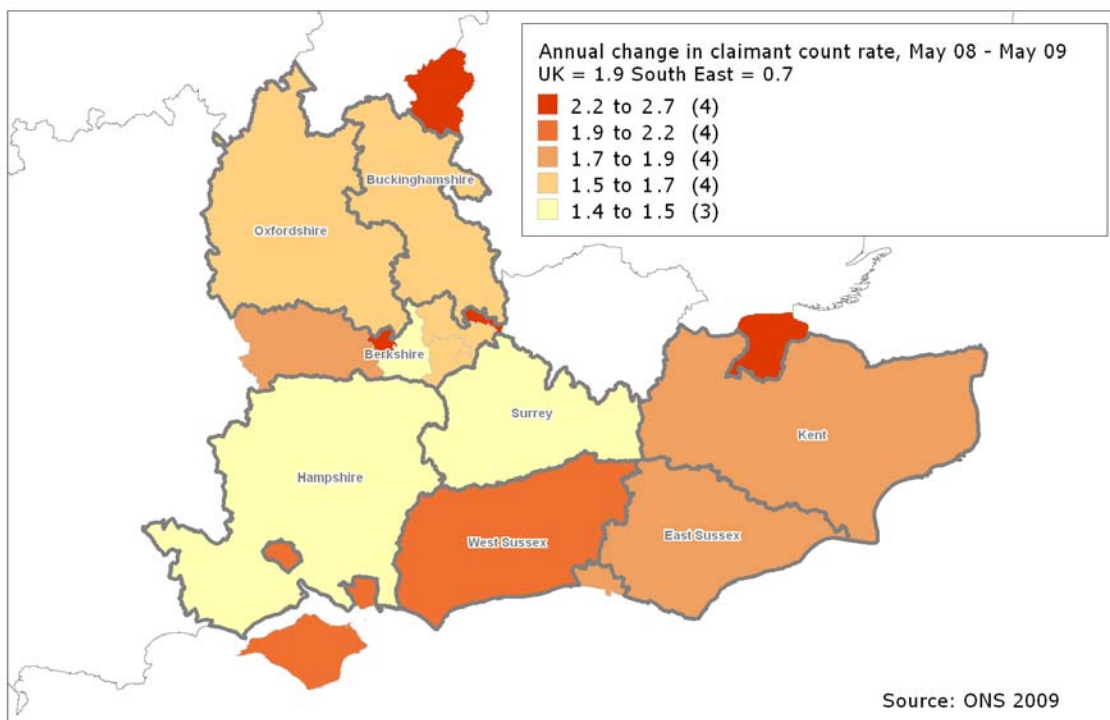 Annual change in claimant count rate, May 08 - May 09
UK = 1.9 South East = 0.7
2.2 to 2.7 (4)
1.9 to 2.2 (4)
1.7 to 1.9 (4)
1.5 to 1.7 (4)
1.4 to 1.5 (3)
Buckinghamshire
Oxfordshire
Berkshire
Surrey
Kent
Hampshire
West Sussex
East Sussex
Source: ONS 2009